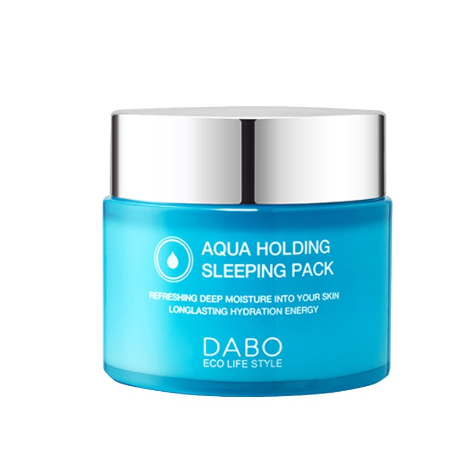 AQUA HOLDING
SLEEPING PACK
REFRESHING DEEP MOISTURE INTO YOUR SKIN
LONGLASTING HYDRATION ENERGY
DABO
ECO LIFE STYLE